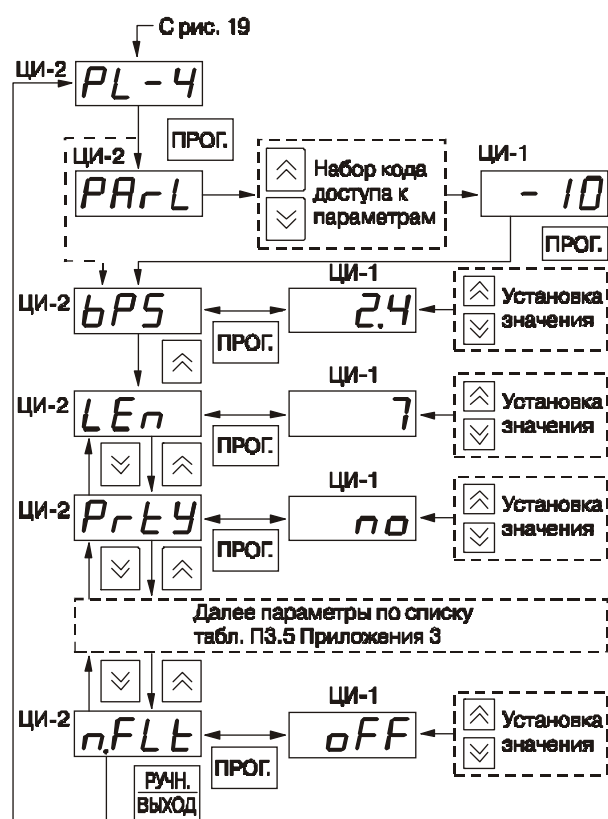 С рис. 19
ЦИ-2
PL-4
ПРОГ.
ЦИ-2
PArL
Набор кода
доступа к
параметрам
ЦИ-1
-10
ПРОГ.
ЦИ-2
bPS
ПРОГ.
ЦИ-1
2.4
Установка
значения
ЦИ-2
LEn
ПРОГ.
ЦИ-1
7
Установка
значения
ЦИ-2
PrtY
ПРОГ.
ЦИ-1
no
Установка
значения
Далее параметры по списку
табл. П3.5 Приложения 3
ЦИ-2
n.FLt
ПРОГ.
ЦИ-1
oFF
Установка
значения
РУЧН.
ВЫХОД